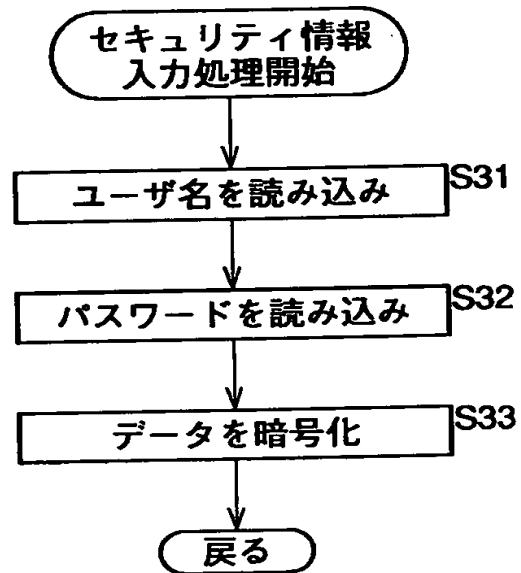 セキュリティ情報
入力処理開始
ユーザ名を読み込み
S31
パスワードを読み込み
S32
データを暗号化
S33
戻る